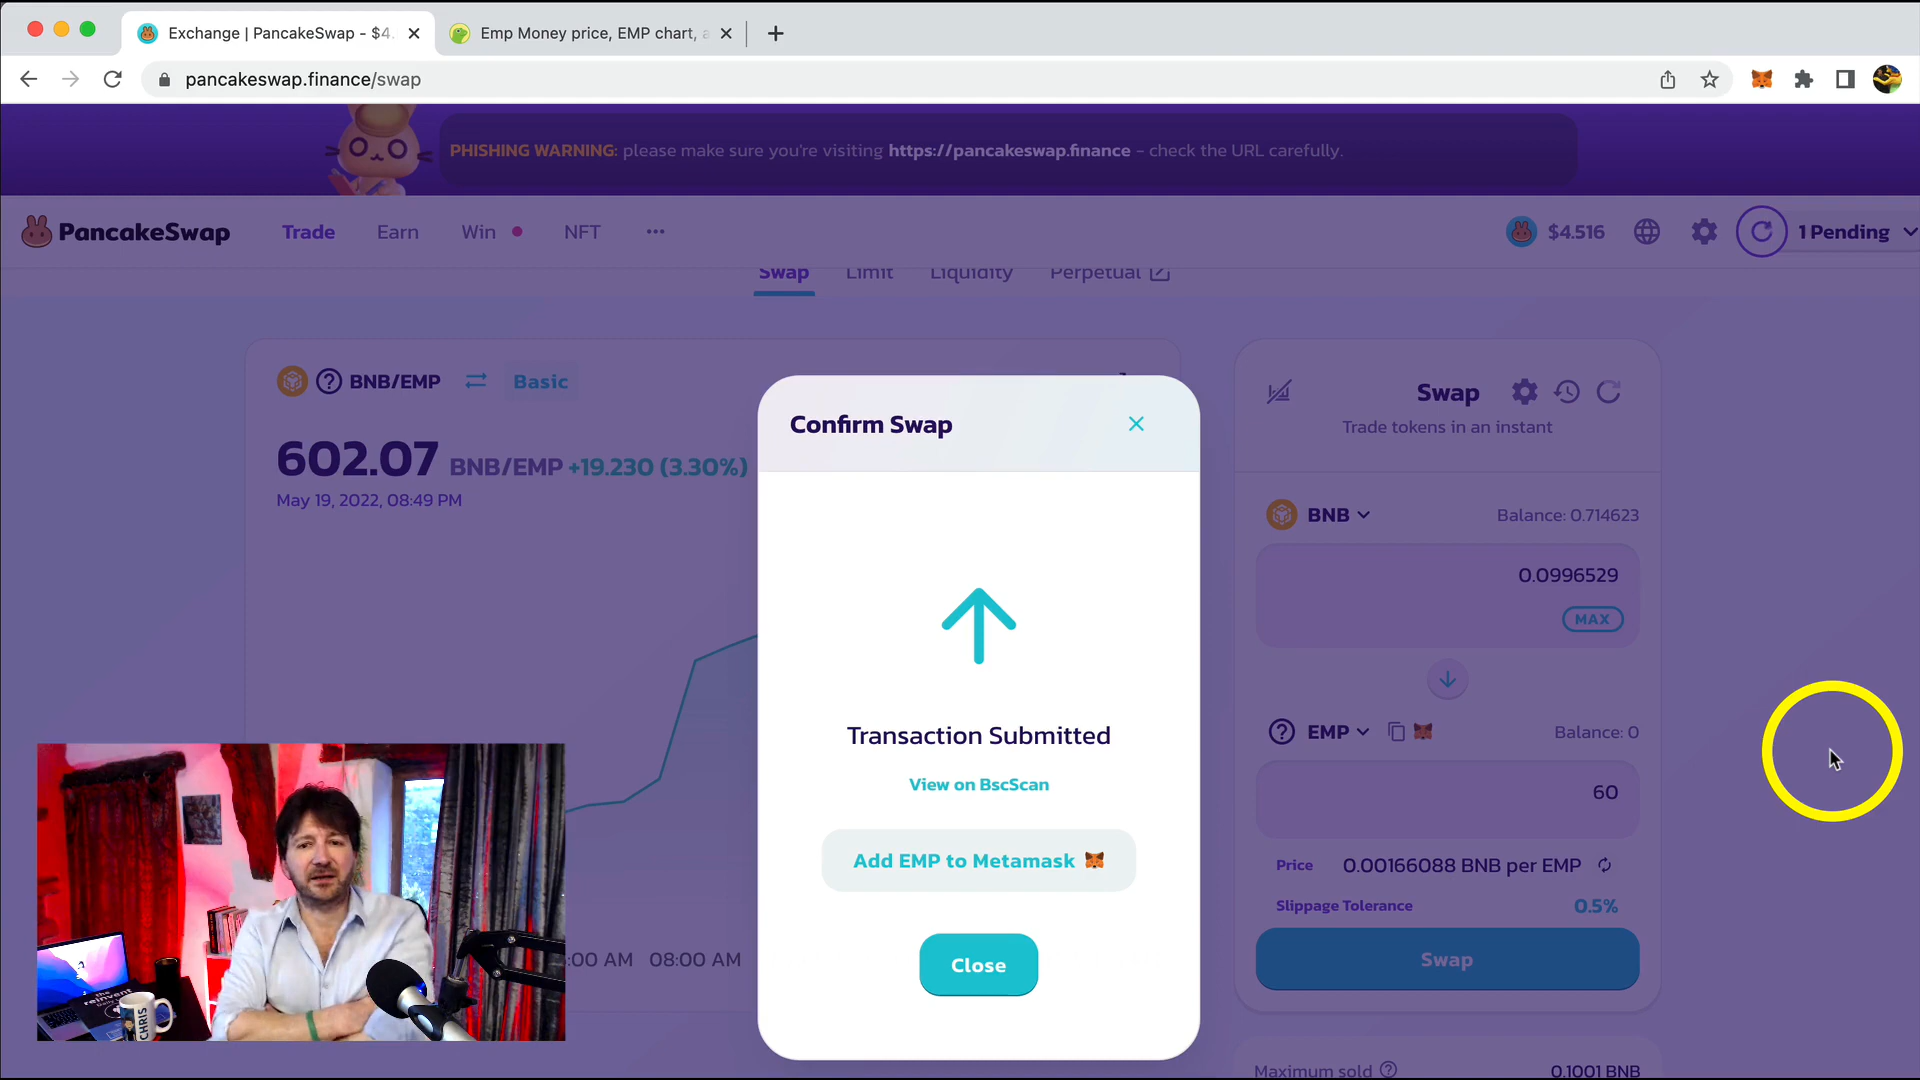 Exchange | PancakeSwap - $4.
Emp Money price, EMP chart,
pancakeswap.finance/swap
PHISHING WARNING: please make sure you're visiting https://pancakeswap.finance - check the URL carefully.
PancakeSwap
Trade
Earn
Win
NFT
$4.516
1 Pending
Swap
Limit
Liquidity
Perpetual
BNB/EMP
Basic
602.07 BNB/EMP +19.230 (3.30%)
May 19, 2022, 08:49 PM
:00 AM
08:00 AM
Confirm Swap
Transaction Submitted
View on BscScan
Add EMP to Metamask
Close
Swap
Trade tokens in an instant
BNB
Balance: 0.714623
0.0996529
MAX
EMP
Balance: 0
60
Price
0.00166088 BNB per EMP
Slippage Tolerance
0.5%
Swap
Maximum sold
0.1001 BNB
the
reinvent
CHRIS